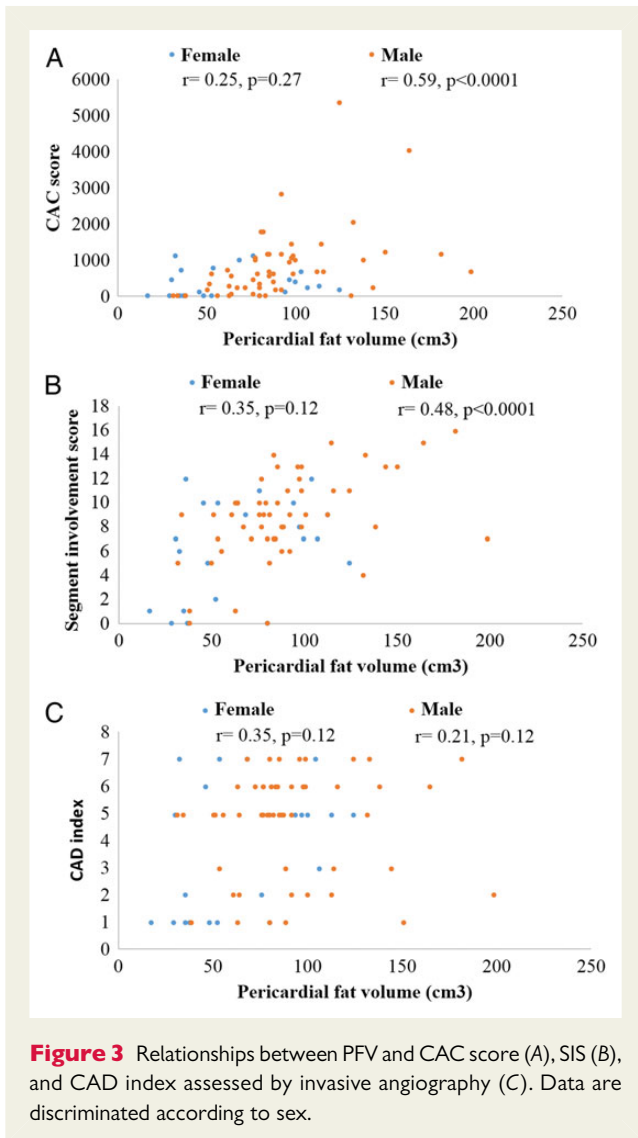 A
Female
Male
r= 0.25, p=0.27
r= 0.59, p<0.0001
6000
5000
4000
3000
2000
1000
0
CAC score
0 50 100 150 200 250
Pericardial fat volume (cm3)
B
Female
Male
r= 0.35, p=0.12
r= 0.48, p<0.0001
18
16
14
12
10
8
6
4
2
0
Segment involvement score
0 50 100 150 200 250
Pericardial fat volume (cm3)
C
Female
Male
r= 0.35, p=0.12
r= 0.21, p=0.12
8
7
6
5
4
3
2
1
0
CAD index
0 50 100 150 200 250
Pericardial fat volume (cm3)
Figure 3 Relationships between PFV and CAC score (A), SIS (B),
and CAD index assessed by invasive angiography (C). Data are
discriminated according to sex.